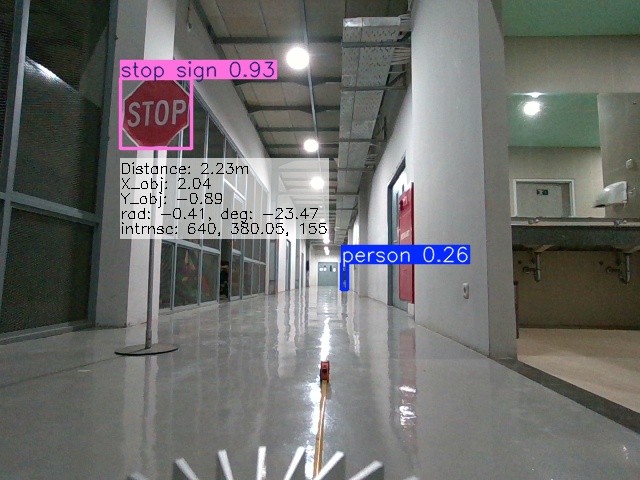 stop sign 0.93
STOP
Distance: 2.23m
X_obj: 2.04
Y_obj: -0.89
rad: -0.41, deg: -23.47
intrnsc: 640, 380.05, 155
person 0.26